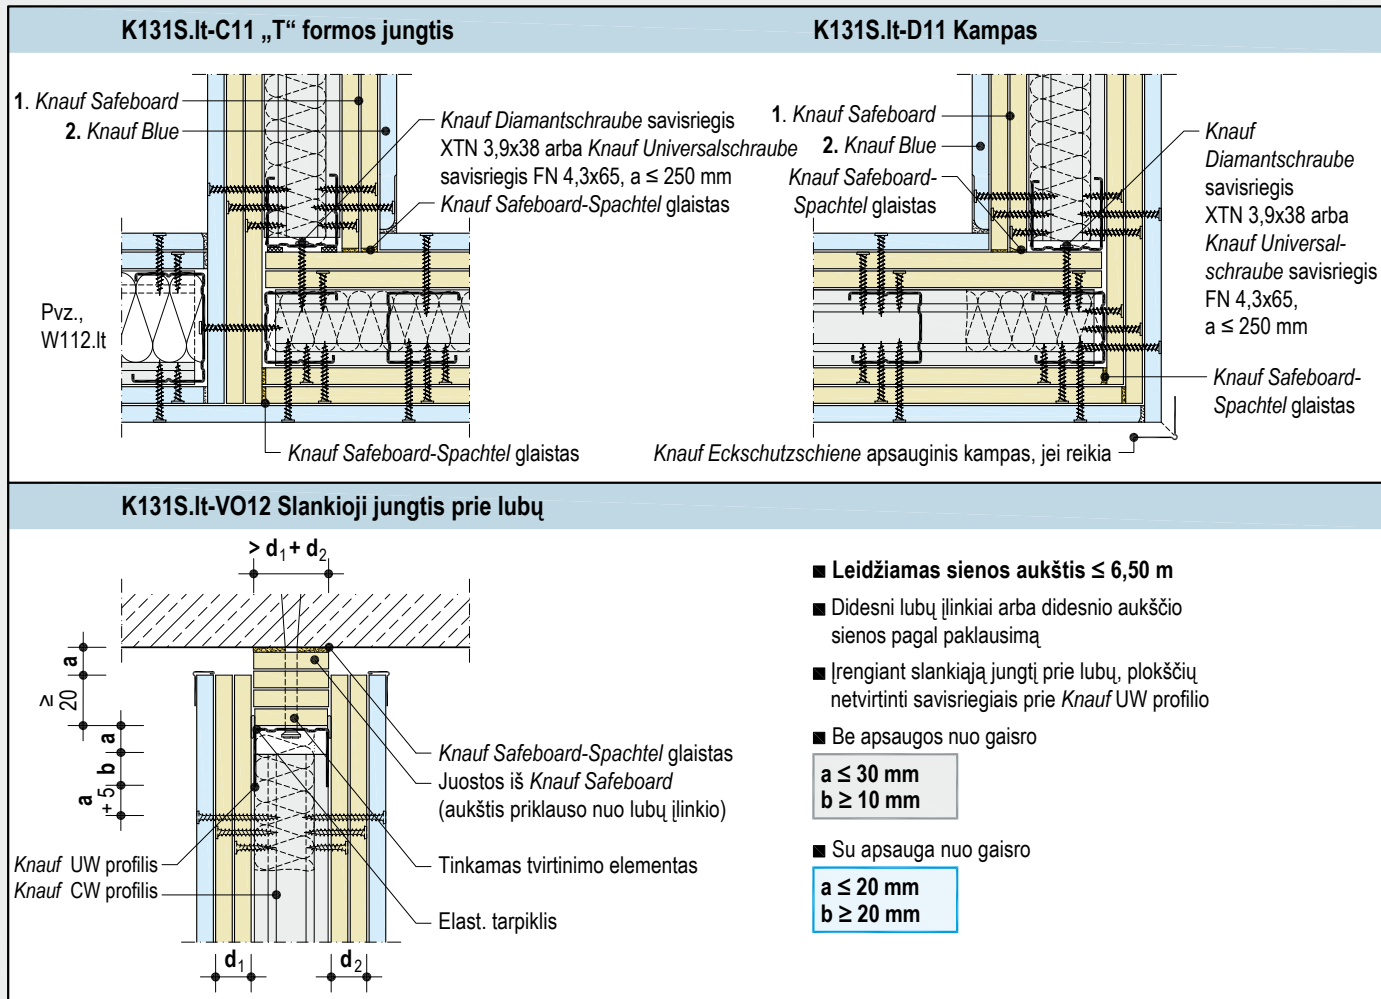 K131S.lt-C11 „T“ formos jungtis
1. Knauf Safeboard
2. Knauf Blue
Knauf Diamantschraube savisriegis
XTN 3,9x38 arba Knauf Universalschraube
savisriegis FN 4,3x65, a ≤ 250 mm
Knauf Safeboard-Spachtel glaistas
Pvz.,
W112.lt
Knauf Safeboard-Spachtel glaistas
K131S.lt-D11 Kampas
1. Knauf Safeboard
2. Knauf Blue
Knauf Safeboard-
Spachtel glaistas
Knauf
Diamantschraube
savisriegis
XTN 3,9x38 arba
Knauf Universal-
schraube savisriegis
FN 4,3x65,
a ≤ 250 mm
Knauf Safeboard-
Spachtel glaistas
Knauf Eckschutzschiene apsauginis kampas, jei reikia
K131S.lt-VO12 Slankioji jungtis prie lubų
> d1 + d2
a
≥ 20
a
b
a + 5
Knauf Safeboard-Spachtel glaistas
Juostos iš Knauf Safeboard
(aukštis priklauso nuo lubų įlinkio)
Knauf UW profilis
Knauf CW profilis
Tinkamas tvirtinimo elementas
Elast. tarpiklis
d1
d2
■ Leidžiamas sienos aukštis ≤ 6,50 m
■ Didesni lubų įlinkiai arba didesnio aukščio
sienos pagal paklausimą
■ Įrengiant slankiąją jungtį prie lubų, plokščių
netvirtinti savisriegiais prie Knauf UW profilio
■ Be apsaugos nuo gaisro
a ≤ 30 mm
b ≥ 10 mm
■ Su apsauga nuo gaisro
a ≤ 20 mm
b ≥ 20 mm